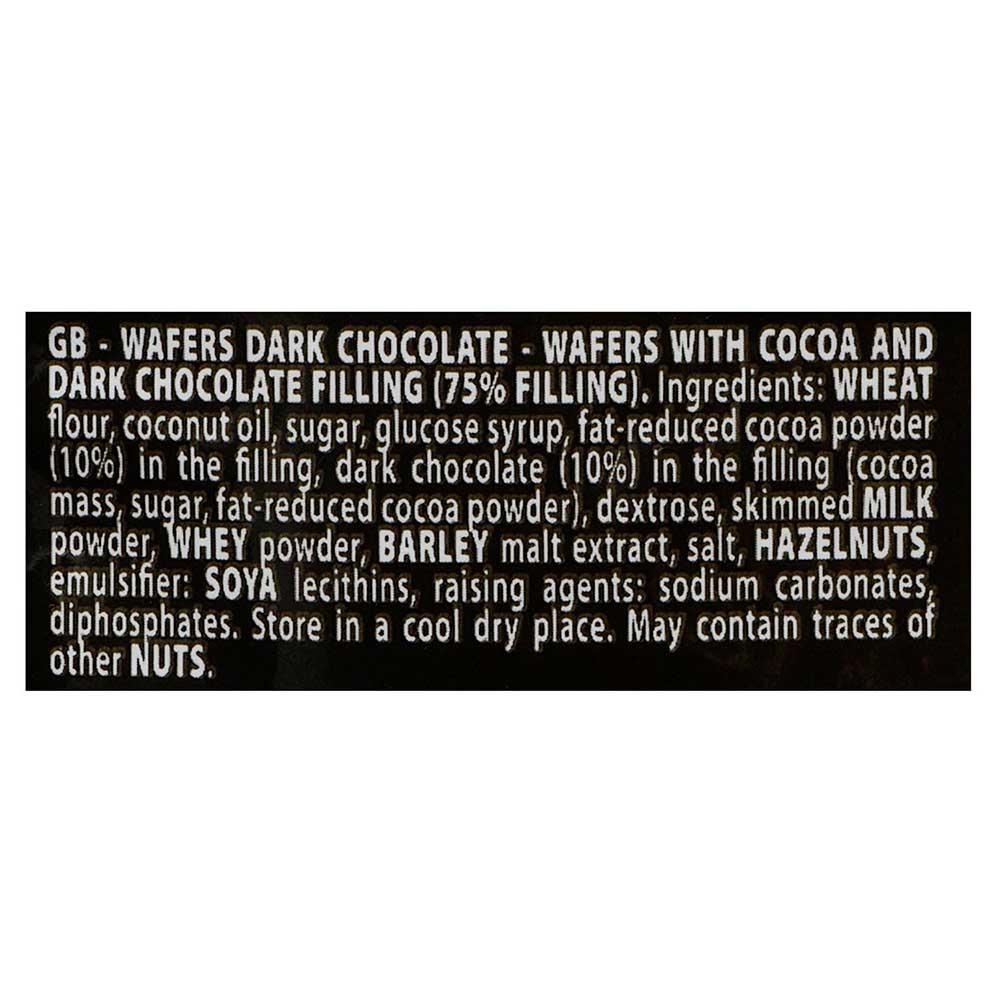 GB - WAFERS DARK CHOCOLATE - WAFERS WITH COCOA AND
DARK CHOCOLATE FILLING (75% FILLING). Ingredients: WHEAT
flour, coconut oil, sugar, glucose syrup, fat-reduced cocoa powder
(10%) in the filling, dark chocolate (10%) in the filling (cocoa
mass, sugar, fat-reduced cocoa powder), dextrose, skimmed MILK
powder, WHEY powder, BARLEY malt extract, salt, HAZELNUTS,
emulsifier: SOYA lecithins, raising agents: sodium carbonates,
diphosphates. Store in a cool dry place. May contain traces of
other NUTS.